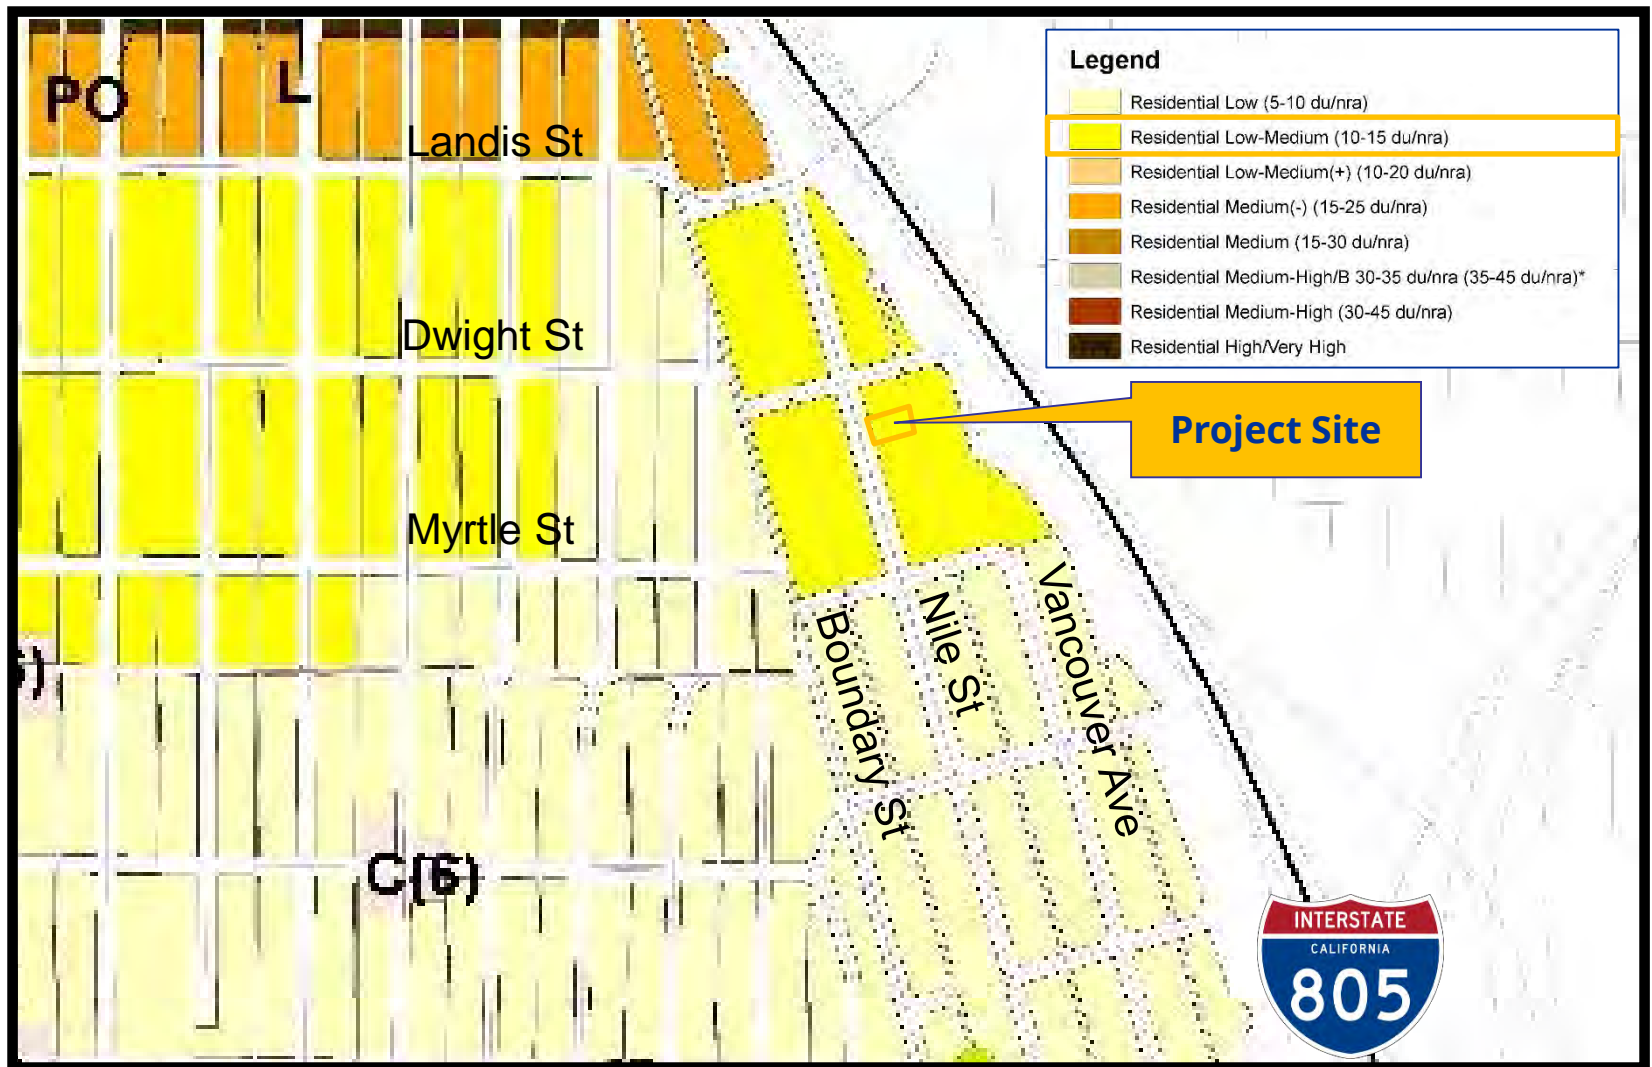 PO
L
Landis St
Dwight St
Myrtle St
Legend
Residential Low (5-10 du/nra)
Residential Low-Medium (10-15 du/nra)
Residential Low-Medium(+) (10-20 du/nra)
Residential Medium(-) (15-25 du/nra)
Residential Medium (15-30 du/nra)
Residential Medium-High/B 30-35 du/nra (35-45 du/nra)*
Residential Medium-High (30-45 du/nra)
Residential High/Very High
Project Site
Boundary St
Nile St
Vancouver Ave
C(6)
INTERSTATE
CALIFORNIA
805